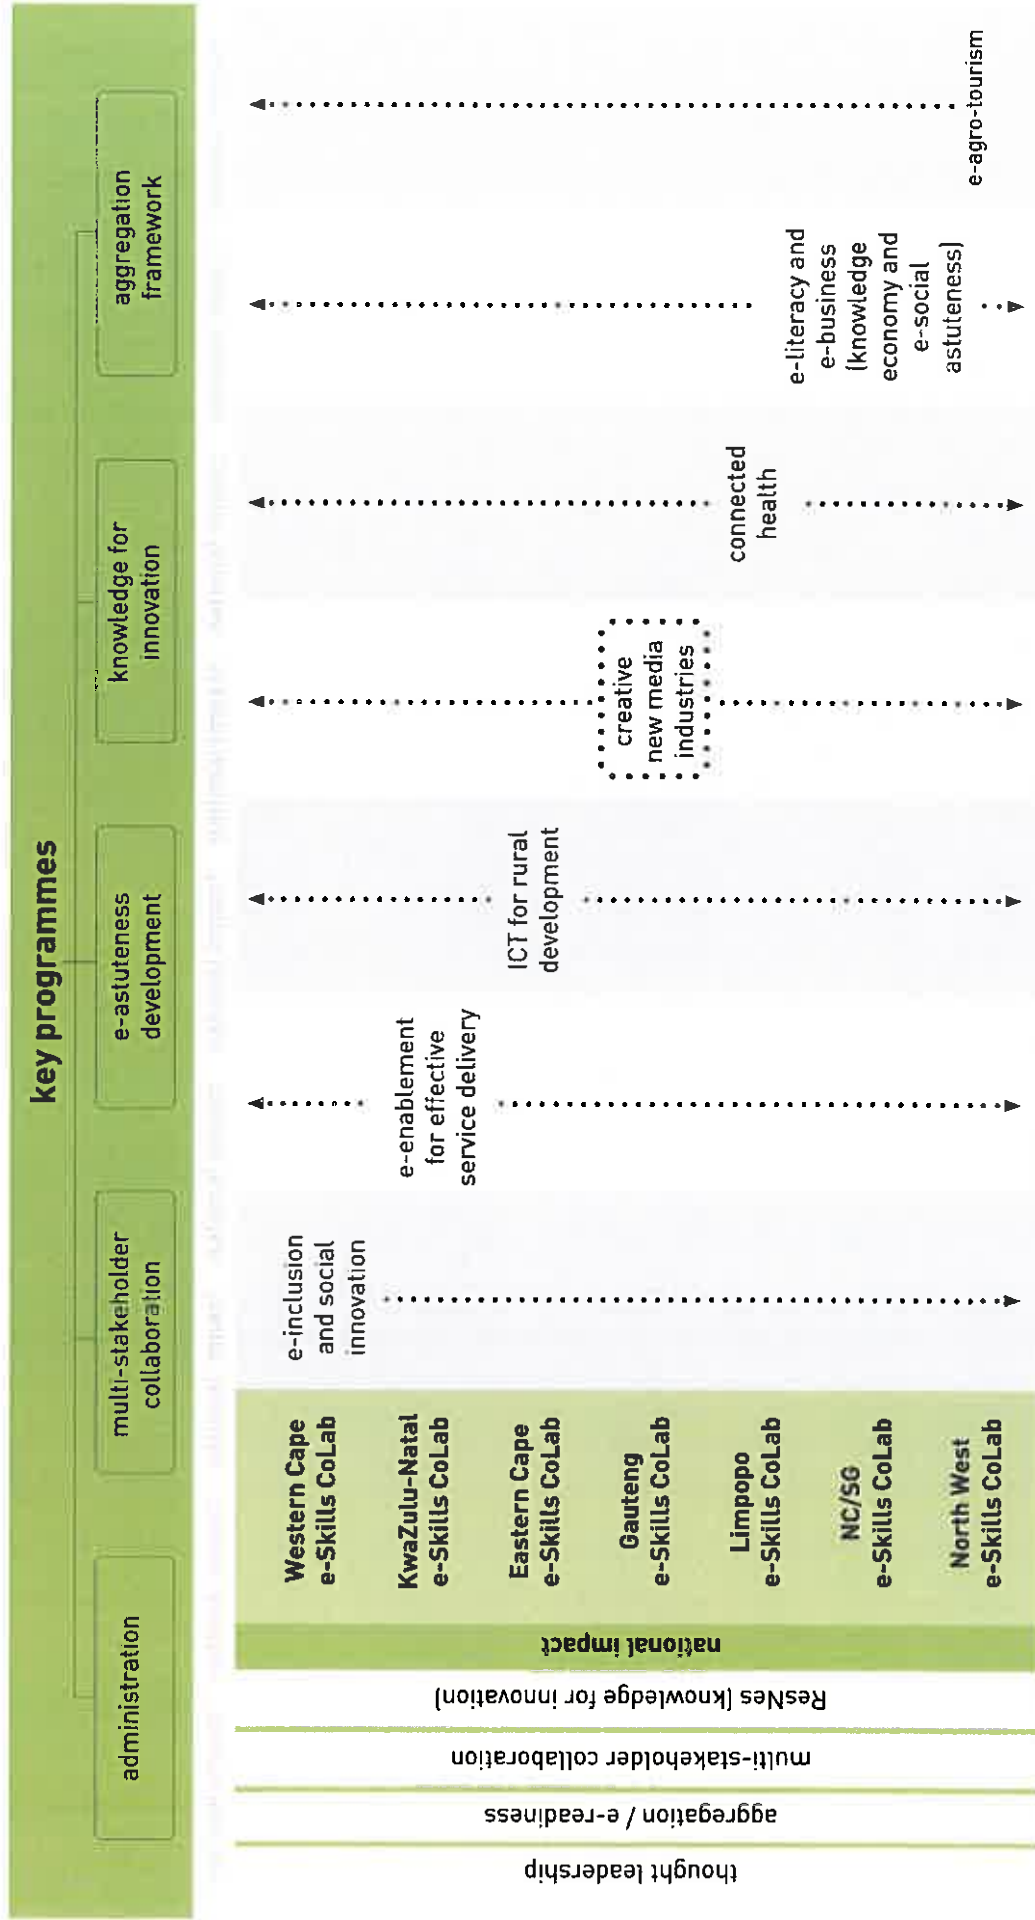 key programmes
administration
multi-stakeholder
collaboration
e-astuteness
development
knowledge for
innovation
aggregation
framework
thought leadership
aggregation / e-readiness
multi-stakeholder collaboration
ResNes (knowledge for innovation)
national impact
Western Cape
e-Skills CoLab
KwaZulu-Natal
e-Skills CoLab
Eastern Cape
e-Skills CoLab
Gauteng
e-Skills CoLab
Limpopo
e-Skills CoLab
NC/SG
e-Skills CoLab
North West
e-Skills CoLab
e-inclusion
and social
innovation
e-enablement
for effective
service delivery
ICT for rural
development
creative
new media
industries
connected
health
e-literacy and
e-business
(knowledge
economy and
e-social
astuteness)
e-agro-tourism